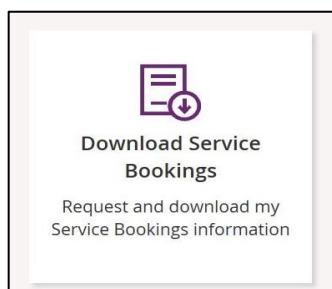 Download Service
Bookings
Request and download my
Service Bookings information